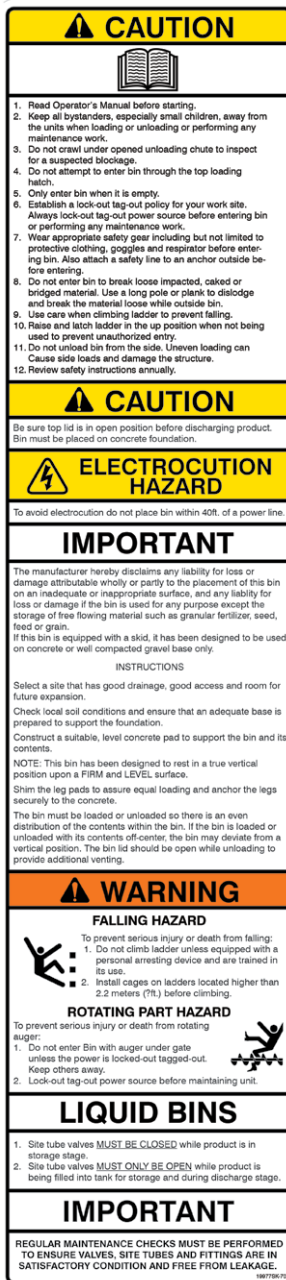 CAUTION
1. Read Operator's Manual before starting.
2. Keep all bystanders, especially small children, away from
the units when loading or unloading or performing any
maintenance work.
3. Do not crawl under opened unloading chute to inspect
for a suspected blockage.
4. Do not attempt to enter bin through the top loading
hatch.
5. Only enter bin when it is empty.
6. Establish a lock-out tag-out policy for your work site.
Always lock-out tag-out power source before entering bin
or performing any maintenance work.
7. Wear appropriate safety gear including but not limited to
protective clothing, goggles and respirator before enter-
ing bin. Also attach a safety line to an anchor outside be-
fore entering.
8. Do not enter bin to break loose impacted, caked or
bridged material. Use a long pole or plank to dislodge
and break the material loose while outside bin.
9. Use care when climbing ladder to prevent falling.
10. Raise and latch ladder in the up position when not being
used to prevent unauthorized entry.
11. Do not unload bin from the side. Uneven loading can
Cause side loads and damage the structure.
12. Review safety instructions annually.
CAUTION
Be sure top lid is in open position before discharging product.
Bin must be placed on concrete foundation.
ELECTROCUTION
HAZARD
To avoid electrocution do not place bin within 40ft. of a power line.
IMPORTANT
The manufacturer hereby disclaims any liability for loss or
damage attributable wholly or partly to the placement of this bin
on an inadequate or inappropriate surface, and any liablity for
loss or damage if the bin is used for any purpose except the
storage of free flowing material such as granular fertilizer, seed,
feed or grain.
If this bin is equipped with a skid, it has been designed to be used
on concrete or well compacted gravel base only.
INSTRUCTIONS
Select a site that has good drainage, good access and room for
future expansion.
Check local soil conditions and ensure that an adequate base is
prepared to support the foundation.
Construct a suitable, level concrete pad to support the bin and its
contents.
NOTE: This bin has been designed to rest in a true vertical
position upon a FIRM and LEVEL surface.
Shim the leg pads to assure equal loading and anchor the legs
securely to the concrete.
The bin must be loaded or unloaded so there is an even
distribution of the contents within the bin. If the bin is loaded or
unloaded with its contents off-center, the bin may deviate from a
vertical position. The bin lid should be open while unloading to
provide additional venting.
WARNING
FALLING HAZARD
To prevent serious injury or death from falling:
1. Do not climb ladder unless equipped with a
personal arresting device and are trained in
its use.
2. Install cages on ladders located higher than
2.2 meters (?ft.) before climbing.
ROTATING PART HAZARD
To prevent serious injury or death from rotating
auger:
1. Do not enter Bin with auger under gate
unless the power is locked-out tagged-out.
Keep others away.
2. Lock-out tag-out power source before maintaining unit.
LIQUID BINS
1. Site tube valves MUST BE CLOSED while product is in
storage stage.
2. Site tube valves MUST ONLY BE OPEN while product is
being filled into tank for storage and during discharge stage.
IMPORTANT
REGULAR MAINTENANCE CHECKS MUST BE PERFORMED
TO ENSURE VALVES, SITE TUBES AND FITTINGS ARE IN
SATISFACTORY CONDITION AND FREE FROM LEAKAGE.